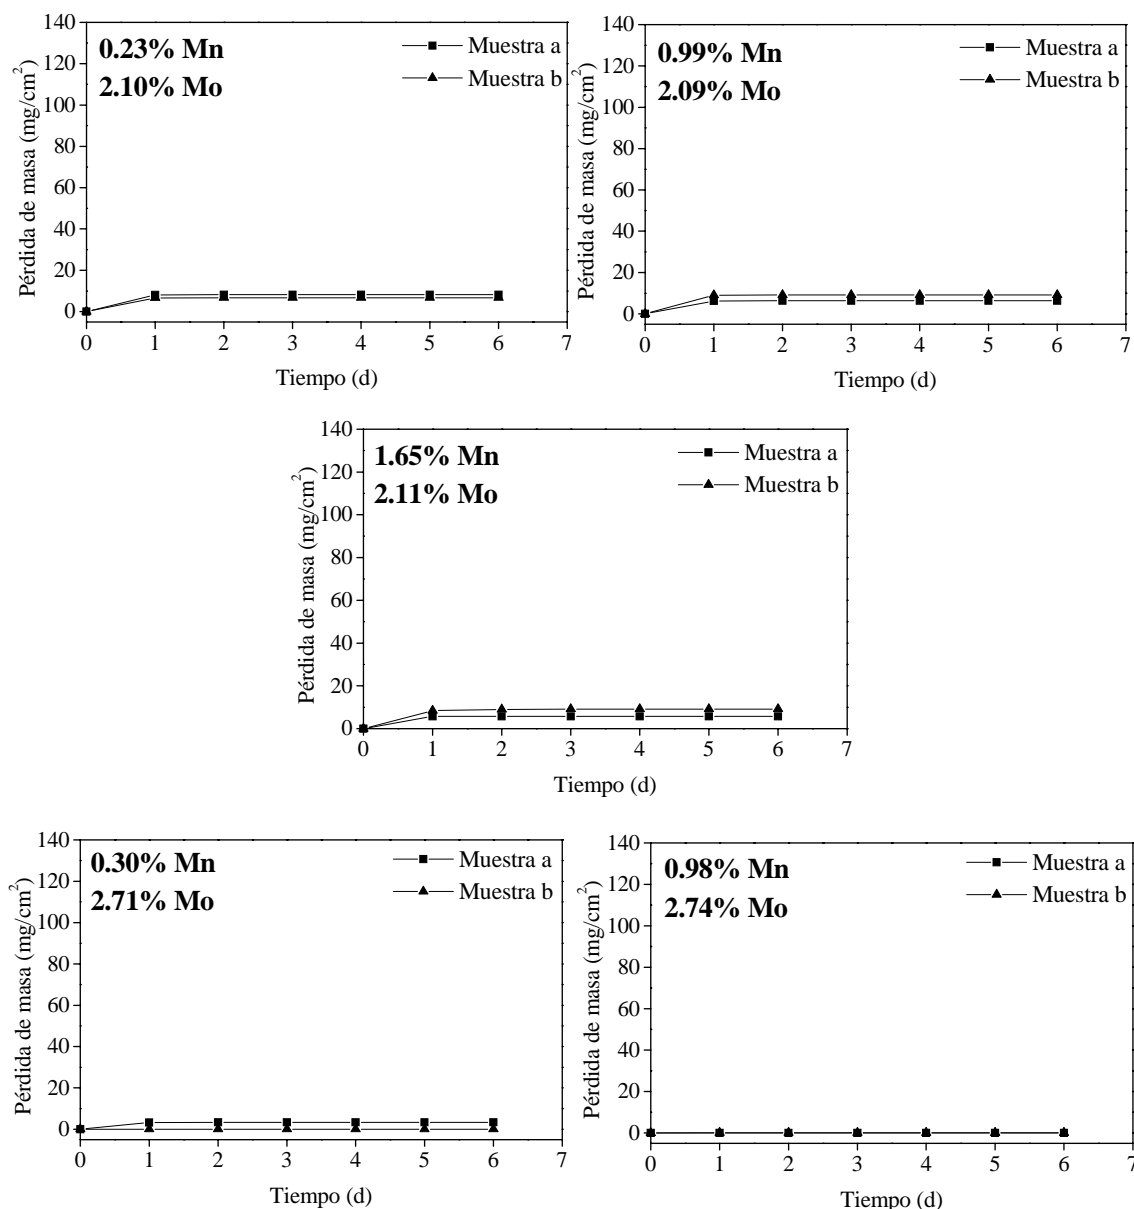 0.23% Mn
2.10% Mo
Muestra a
Muestra b
Pérdida de masa (mg/cm²)
140
120
100
80
60
40
20
0
0 1 2 3 4 5 6 7
Tiempo (d)
0.99% Mn
2.09% Mo
Muestra a
Muestra b
Pérdida de masa (mg/cm²)
140
120
100
80
60
40
20
0
0 1 2 3 4 5 6 7
Tiempo (d)
1.65% Mn
2.11% Mo
Muestra a
Muestra b
Pérdida de masa (mg/cm²)
140
120
100
80
60
40
20
0
0 1 2 3 4 5 6 7
Tiempo (d)
0.30% Mn
2.71% Mo
Muestra a
Muestra b
Pérdida de masa (mg/cm²)
140
120
100
80
60
40
20
0
0 1 2 3 4 5 6 7
Tiempo (d)
0.98% Mn
2.74% Mo
Muestra a
Muestra b
Pérdida de masa (mg/cm²)
140
120
100
80
60
40
20
0
0 1 2 3 4 5 6 7
Tiempo (d)